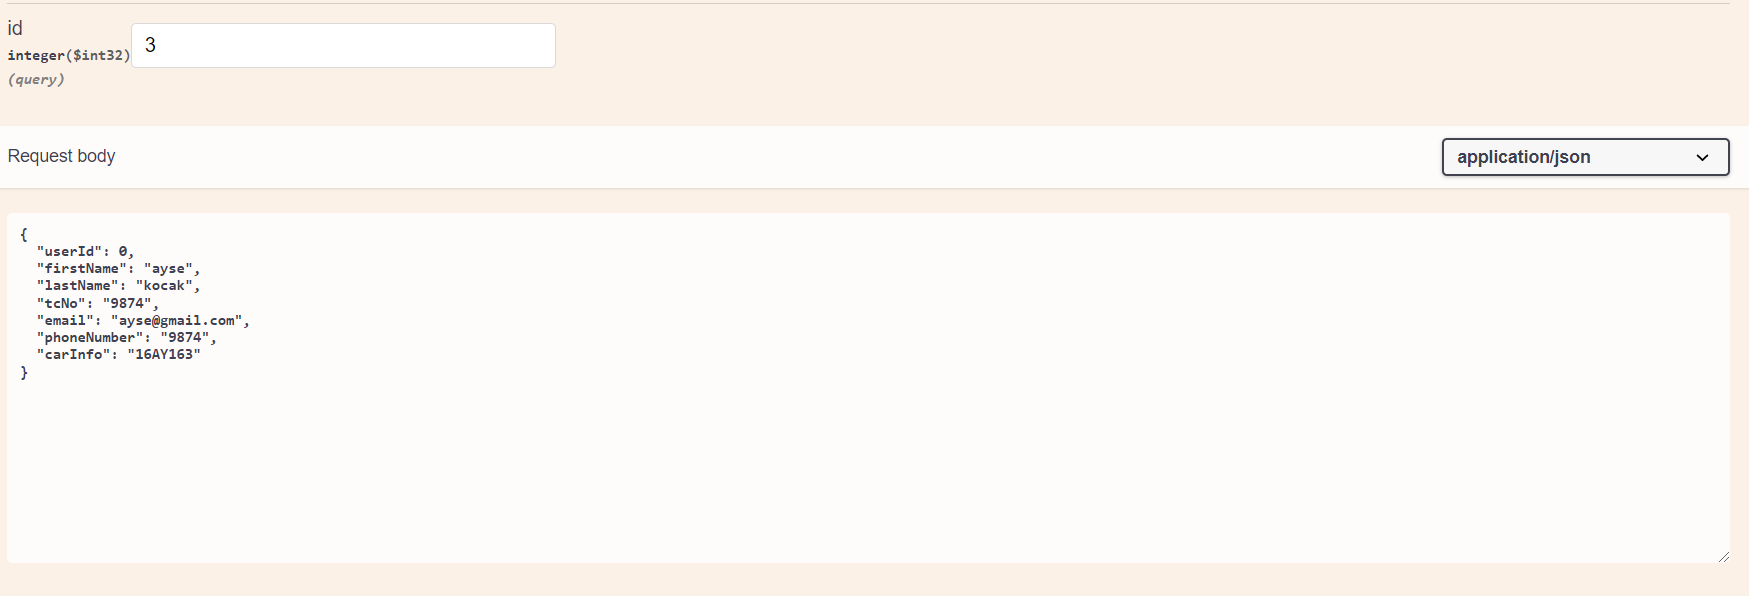 id
integer($int32)
3
(query)
Request body
application/json
{
  "userId": 0,
  "firstName": "ayse",
  "lastName": "kocak",
  "tcNo": "9874",
  "email": "ayse@gmail.com",
  "phoneNumber": "9874",
  "carInfo": "16AY163"
}